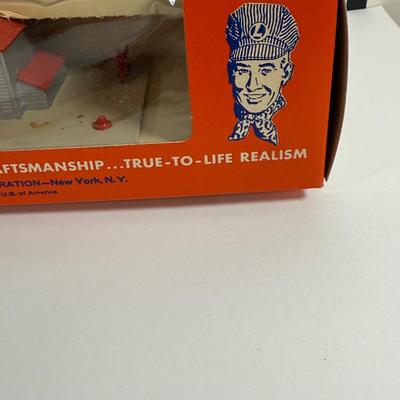 L
AFTSMANSHIP...TRUE-TO-LIFE REALISM
RATION—New York, N.Y.
U.S. of America